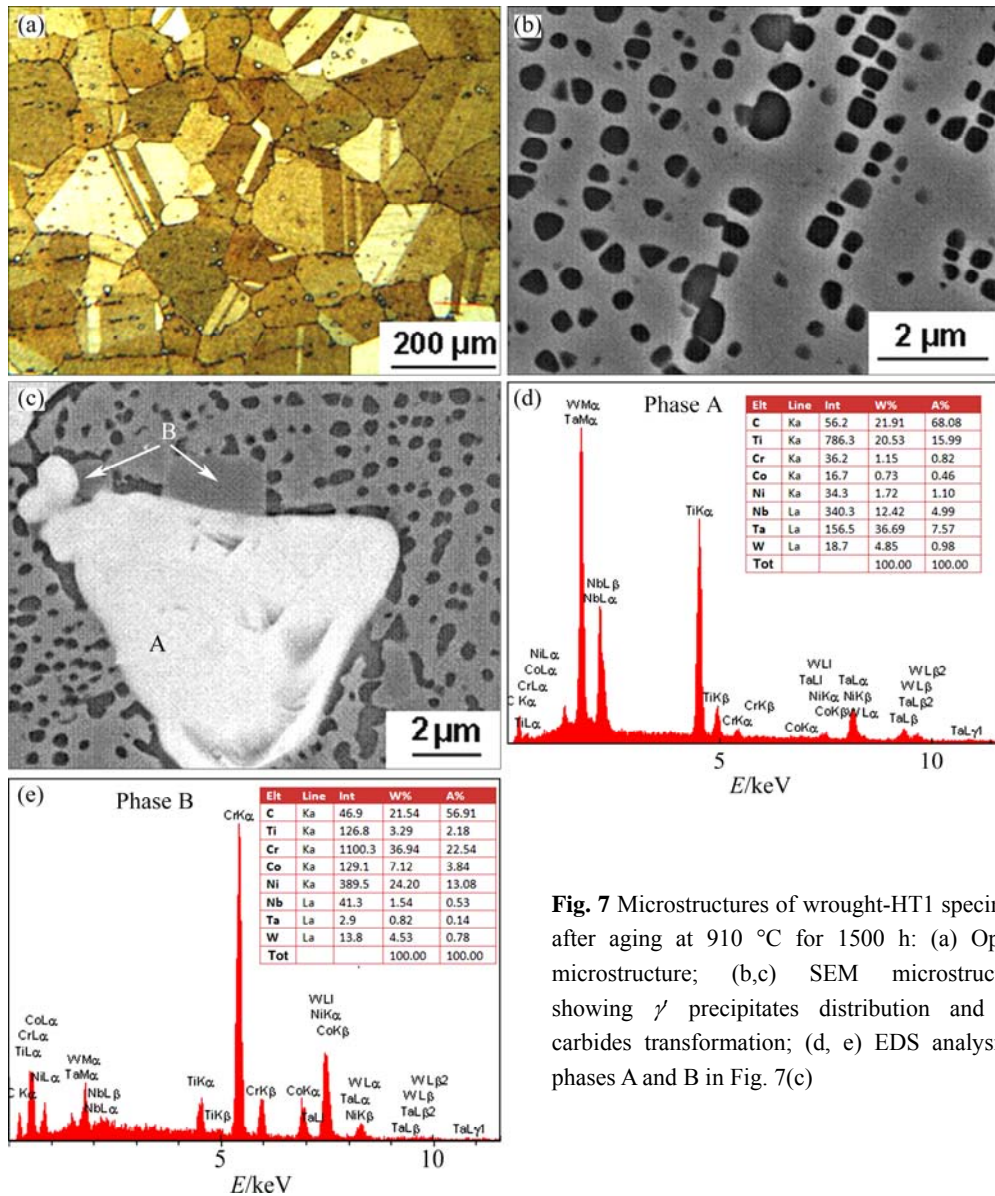 (a)
200 µm
(b)
2 µm
(c)
B
A
2 µm
(d)
Phase A
WMα
TaMα
TiKα
NbLβ
NbLα
NiLα
CoLα
CrLα
C Kα
TiLα
TiKβ
CrKα
CrKβ
CoKα
WLl
TaLl
NiKα
CoKβ
TaLα
NiKβ
WLα
WLβ2
WLβ
TaLβ2
TaLβ
TaLγ1
Elt Line Int W% A%
C Ka 56.2 21.91 68.08
Ti Ka 786.3 20.53 15.99
Cr Ka 36.2 1.15 0.82
Co Ka 16.7 0.73 0.46
Ni Ka 34.3 1.72 1.10
Nb La 340.3 12.42 4.99
Ta La 156.5 36.69 7.57
W La 18.7 4.85 0.98
Tot 100.00 100.00
5 10
E/keV
(e)
Phase B
CrKα
CoLα
CrLα
TiLα
C Kα
NiLα
WMα
TaMα
NbLβ
NbLα
TiKα
TiKβ
CrKβ
CoKα
TaLl
WLl
NiKα
CoKβ
WLα
TaLα
NiKβ
WLβ2
WLβ
TaLβ2
TaLβ
TaLγ1
Elt Line Int W% A%
C Ka 46.9 21.54 56.91
Ti Ka 126.8 3.29 2.18
Cr Ka 1100.3 36.94 22.54
Co Ka 129.1 7.12 3.84
Ni Ka 389.5 24.20 13.08
Nb La 41.3 1.54 0.53
Ta La 2.9 0.82 0.14
W La 13.8 4.53 0.78
Tot 100.00 100.00
5 10
E/keV
Fig. 7 Microstructures of wrought-HT1 speci
after aging at 910 °C for 1500 h: (a) Op
microstructure; (b,c) SEM microstruc
showing γ′ precipitates distribution and
carbides transformation; (d, e) EDS analysi
phases A and B in Fig. 7(c)